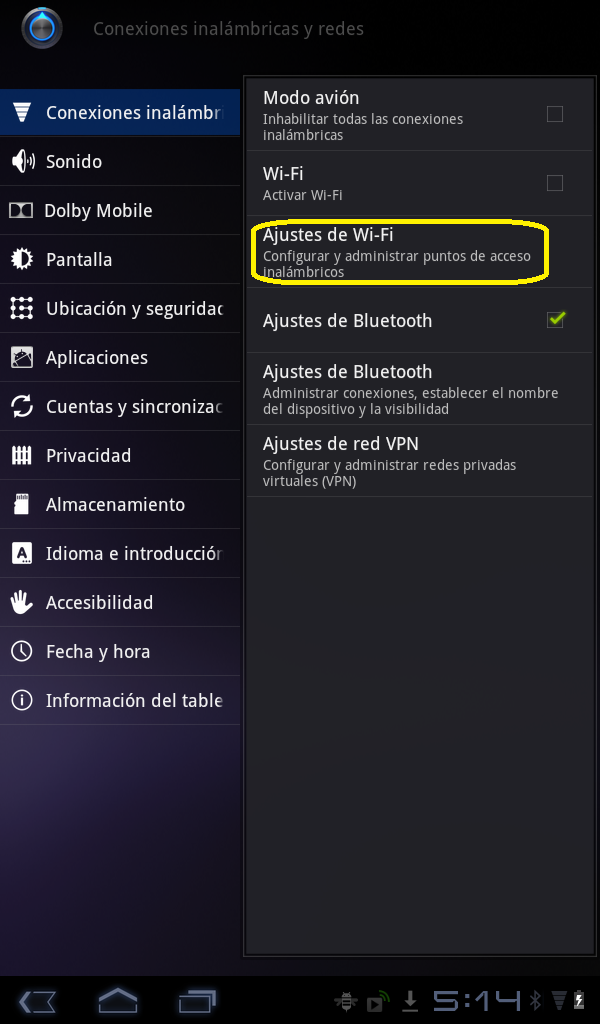 Conexiones inalámbricas y redes
Conexiones inalámbr
Sonido
Dolby Mobile
Pantalla
Ubicación y seguridad
Aplicaciones
Cuentas y sincronizac
Privacidad
Almacenamiento
Idioma e introducción
Accesibilidad
Fecha y hora
Información del table
Modo avión
Inhabilitar todas las conexiones
inalámbricas
Wi-Fi
Activar Wi-Fi
Ajustes de Wi-Fi
Configurar y administrar puntos de acceso
inalámbricos
Ajustes de Bluetooth
Ajustes de Bluetooth
Administrar conexiones, establecer el nombre
del dispositivo y la visibilidad
Ajustes de red VPN
Configurar y administrar redes privadas
virtuales (VPN)
5:14